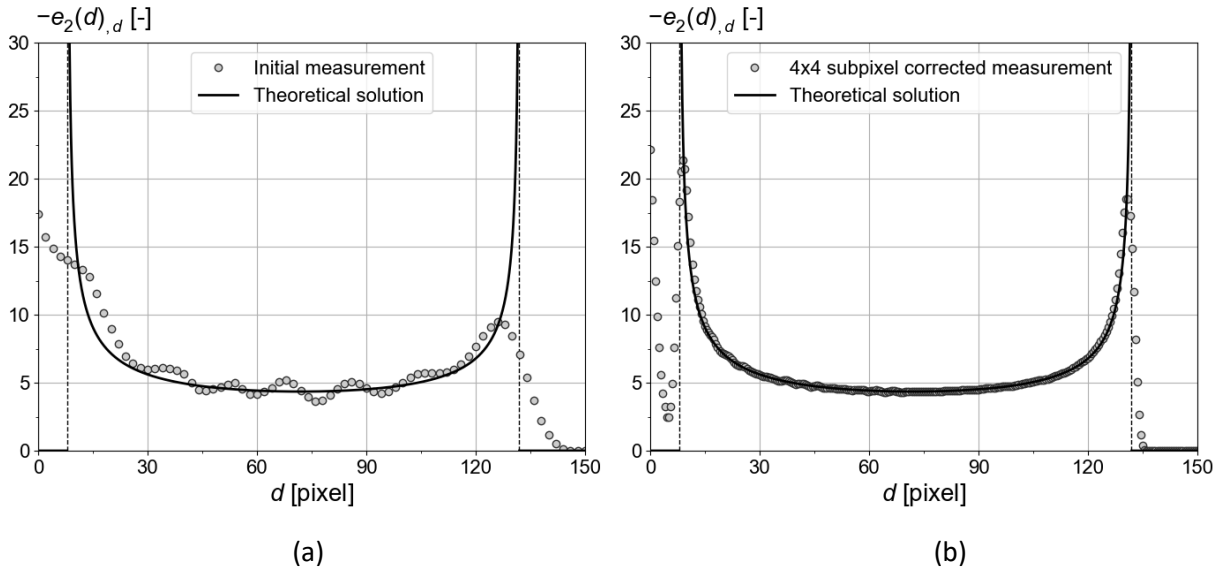 −e₂(d),d [-]
Initial measurement
Theoretical solution
30
25
20
15
10
5
0
0 30 60 90 120 150
d [pixel]
(a)
−e₂(d),d [-]
4x4 subpixel corrected measurement
Theoretical solution
30
25
20
15
10
5
0
0 30 60 90 120 150
d [pixel]
(b)